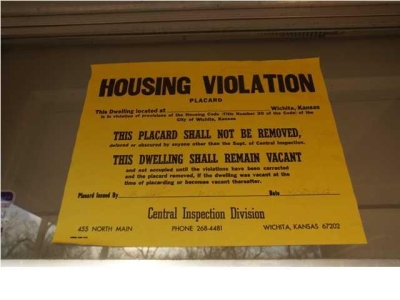 HOUSING VIOLATION
PLACARD
This Dwelling located at Wichita, Kansas
is in violation of provisions of the Housing Code (Title Number 20 of the Code) of the
City of Wichita, Kansas
THIS PLACARD SHALL NOT BE REMOVED,
defaced or obscured by anyone other than the Supt. of Central Inspection.
THIS DWELLING SHALL REMAIN VACANT
and not occupied until the violations have been corrected
and the placard removed, if the dwelling was vacant at the
time of placarding or becomes vacant thereafter.
Placard Issued by Date
Central Inspection Division
455 NORTH MAIN PHONE 268-4481 WICHITA, KANSAS 67202